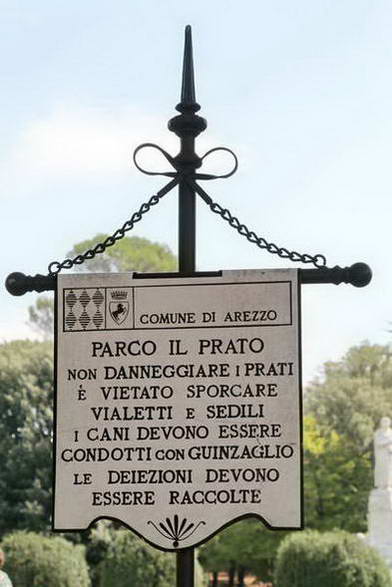 COMUNE DI AREZZO
PARCO IL PRATO
NON DANNEGGIARE I PRATI
È VIETATO SPORCARE
VIALETTI E SEDILI
I CANI DEVONO ESSERE
CONDOTTI CON GUINZAGLIO
LE DEIEZIONI DEVONO
ESSERE RACCOLTE